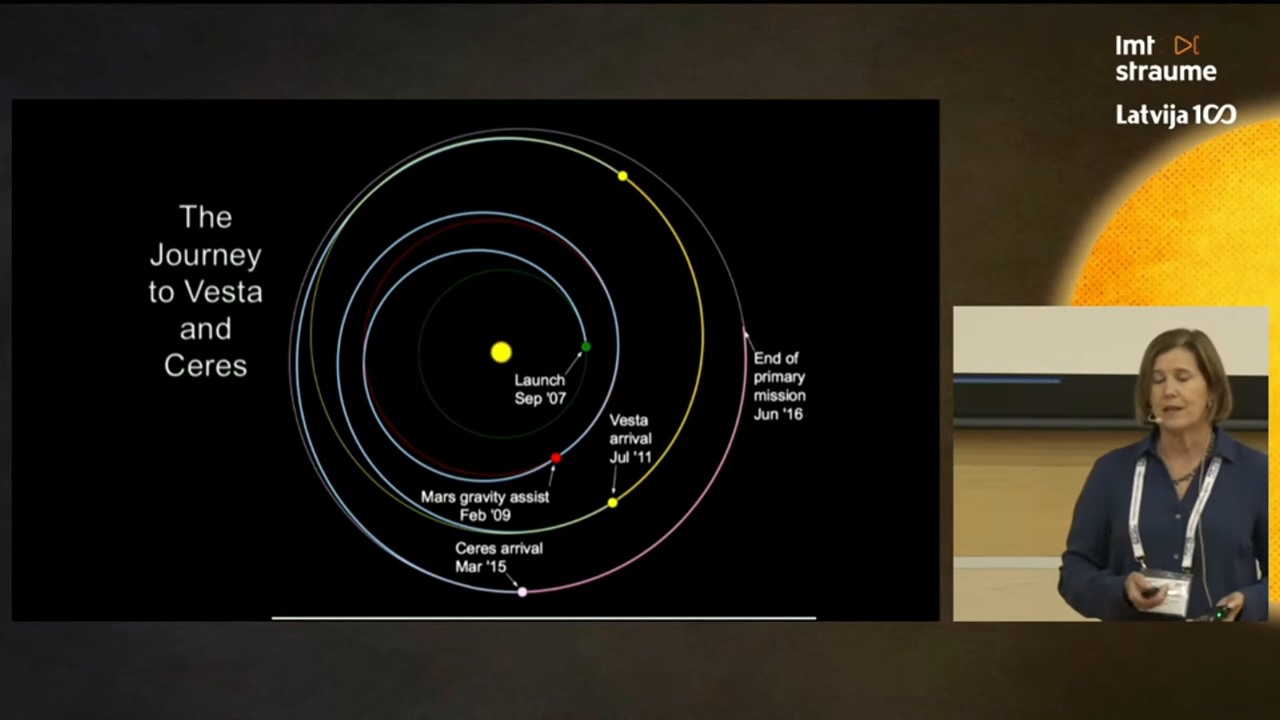 lmt
straume
Latvija 100
The
Journey
to Vesta
and
Ceres
Launch
Sep '07
End of
primary
mission
Jun '16
Vesta
arrival
Jul '11
Mars gravity assist
Feb '09
Ceres arrival
Mar '15